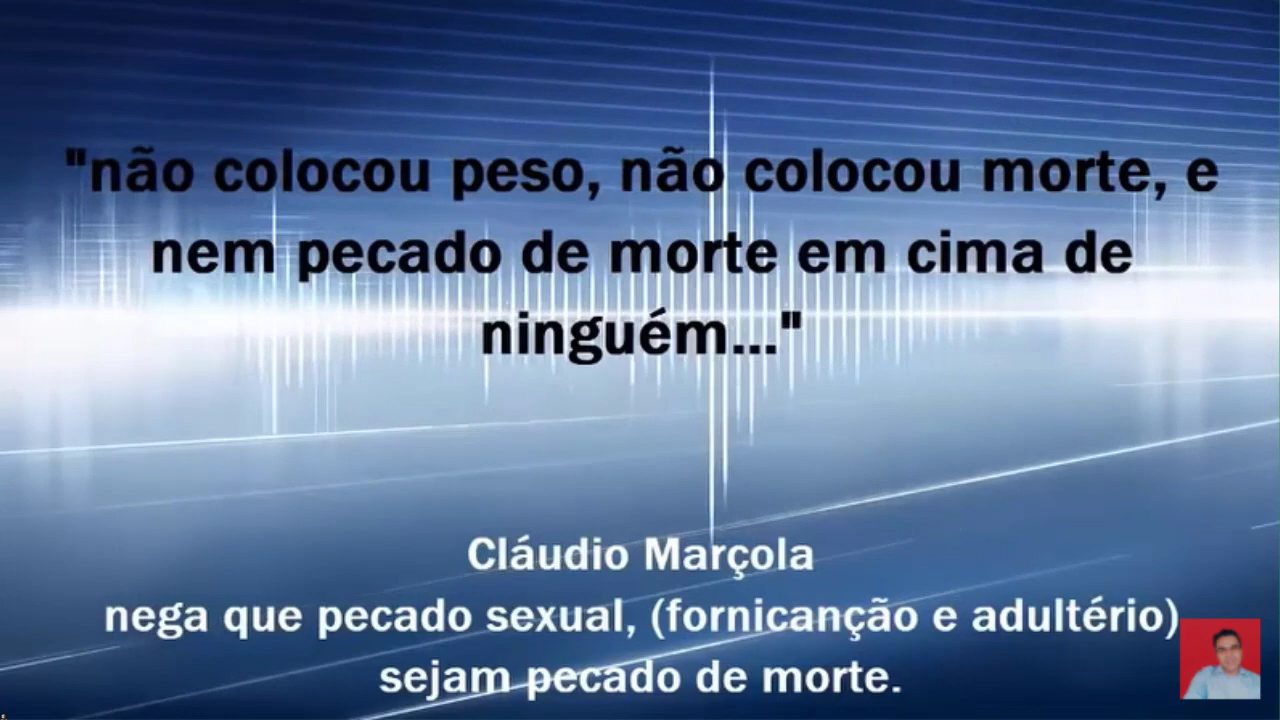 "não colocou peso, não colocou morte, e
nem pecado de morte em cima de
ninguém..."
Cláudio Marçola
nega que pecado sexual, (fornicanção e adultério)
sejam pecado de morte.